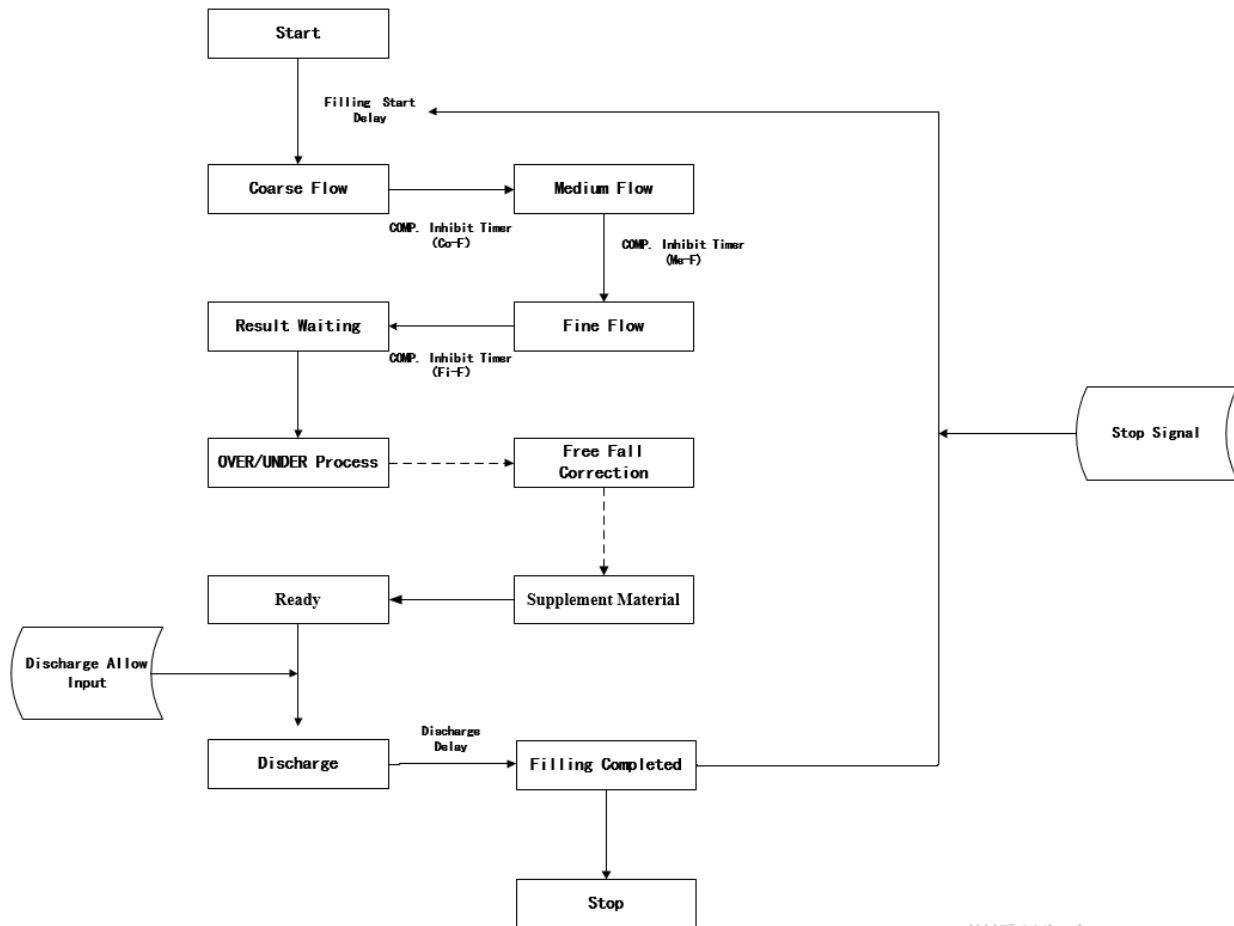 Start
Filling Start
Delay
Coarse Flow
Medium Flow
COMP. Inhibit Timer
(Co-F)
COMP. Inhibit Timer
(Me-F)
Result Waiting
Fine Flow
COMP. Inhibit Timer
(Fi-F)
Stop Signal
OVER/UNDER Process
Free Fall
Correction
Ready
Supplement Material
Discharge Allow
Input
Discharge
Delay
Discharge
Filling Completed
Stop